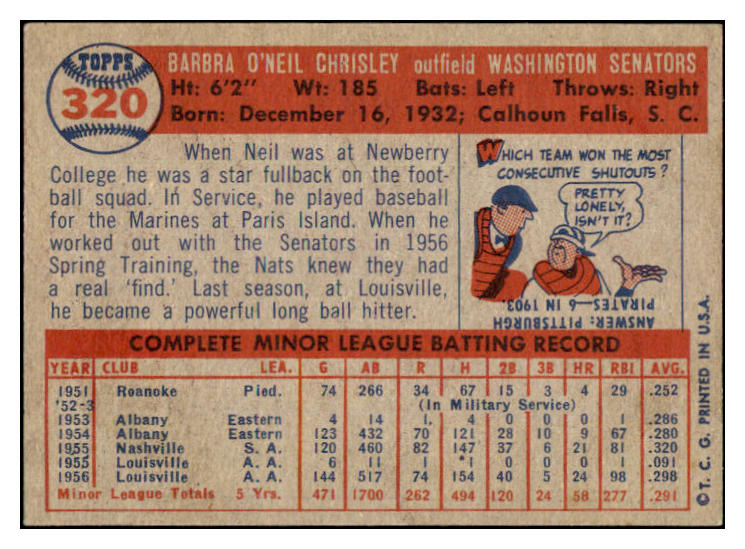 TOPPS
320
BARBRA O'NEIL CHRISLEY outfield WASHINGTON SENATORS
Ht: 6'2" Wt: 185 Bats: Left Throws: Right
Born: December 16, 1932; Calhoun Falls, S. C.
When Neil was at Newberry
College he was a star fullback on the foot-
ball squad. In Service, he played baseball
for the Marines at Paris Island. When he
worked out with the Senators in 1956
Spring Training, the Nats knew they had
a real 'find.' Last season, at Louisville,
he became a powerful long ball hitter.
WHICH TEAM WON THE MOST
CONSECUTIVE SHUTOUTS?
PRETTY
LONELY,
ISN'T IT?
ANSWER: PITTSBURGH
PIRATES—6 IN 1903.
COMPLETE MINOR LEAGUE BATTING RECORD
YEAR CLUB LEA. G AB R H 2B 3B HR RBI AVG.
1951 Roanoke Pied. 74 266 34 67 15 3 4 29 .252
'52-3 (In Military Service)
1953 Albany Eastern 4 14 1 4 0 0 0 1 .286
1954 Albany Eastern 123 432 70 121 28 10 9 67 .280
1955 Nashville S. A. 120 460 82 147 37 6 21 81 .320
1955 Louisville A. A. 6 11 1 *1 0 0 0 1 .091
1956 Louisville A. A. 144 517 74 154 40 5 24 98 .298
Minor League Totals 5 Yrs. 471 1700 262 494 120 24 58 277 .291
© T. C. G. PRINTED IN U.S.A.